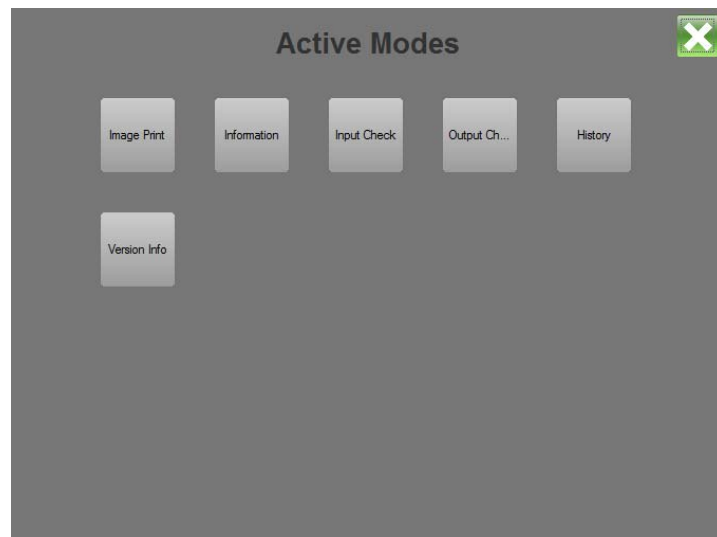 Active Modes
Image Print
Information
Input Check
Output Ch...
History
Version Info